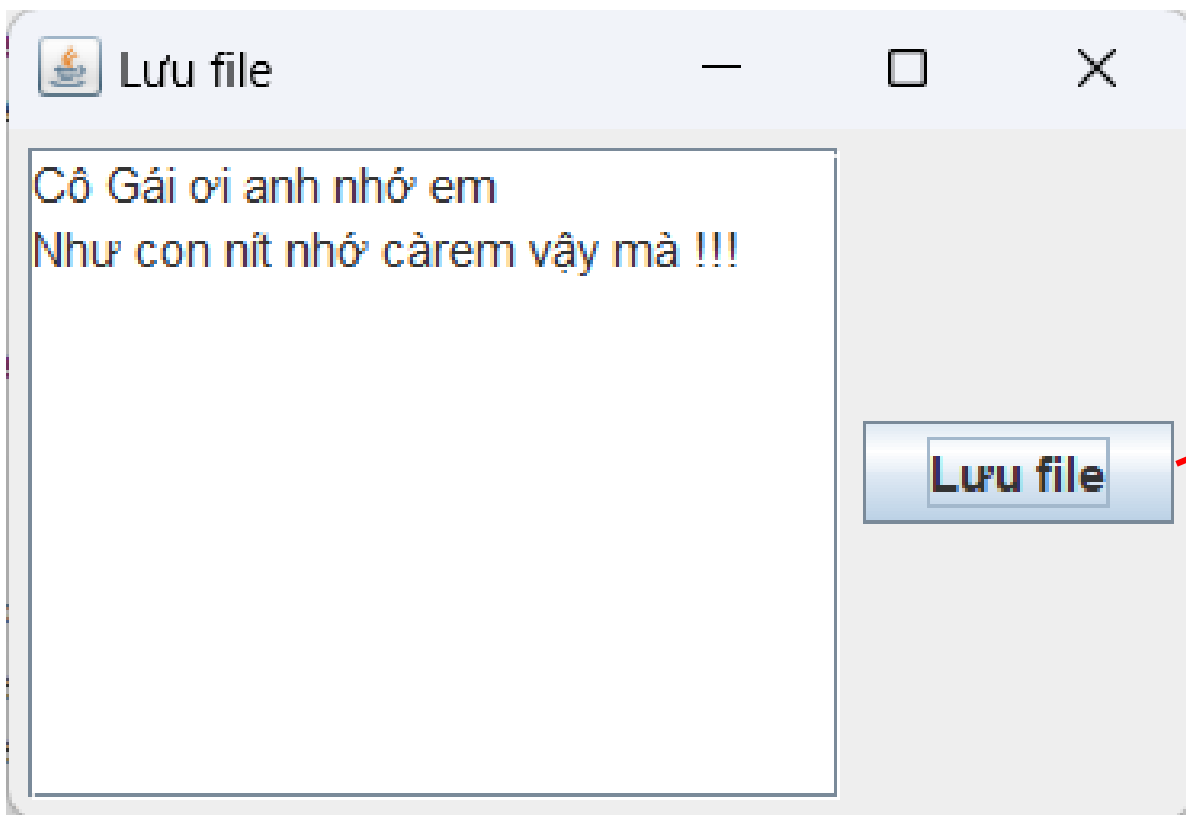 Lưu file
Cô Gái ơi anh nhớ em
Như con nít nhớ càrem vậy mà !!!
Lưu file